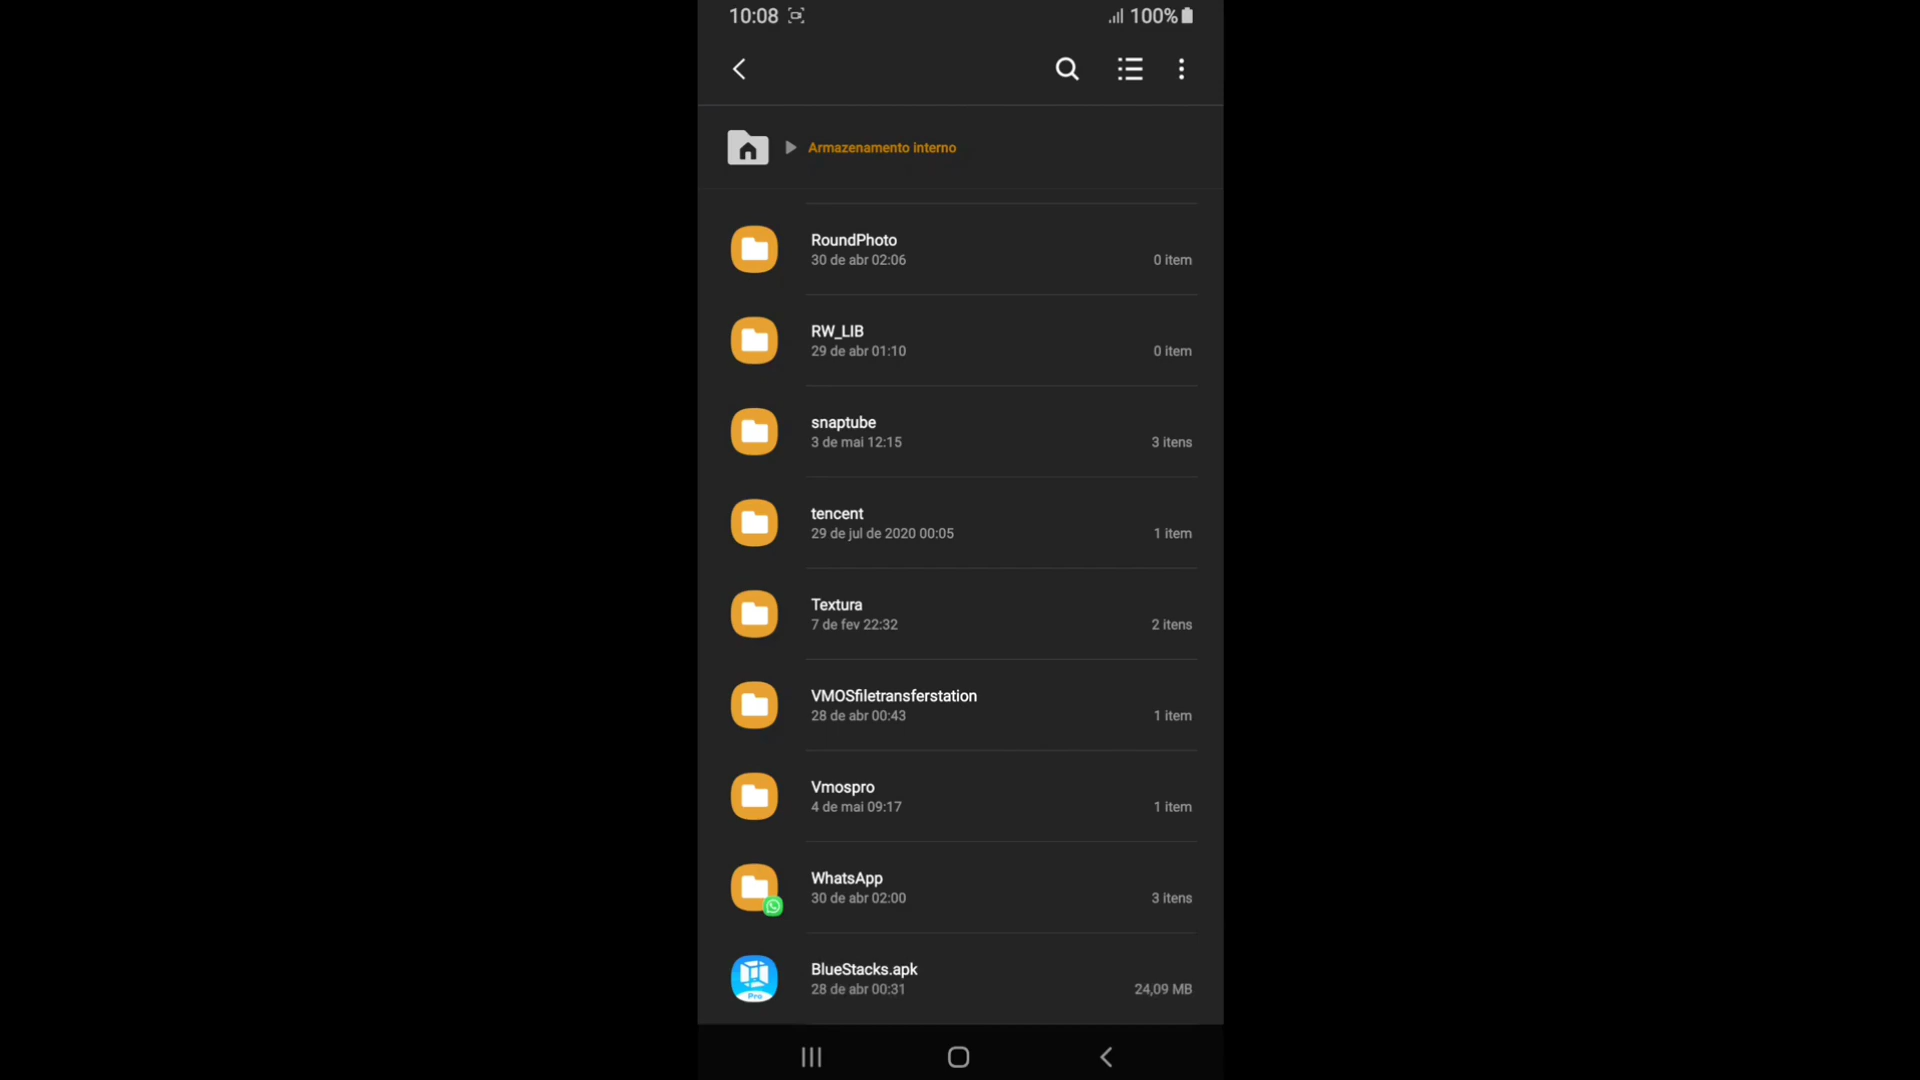 10:08
100%
Armazenamento interno
RoundPhoto
30 de abr 02:06
0 item
RW_LIB
29 de abr 01:10
0 item
snaptube
3 de mai 12:15
3 itens
tencent
29 de jul de 2020 00:05
1 item
Textura
7 de fev 22:32
2 itens
VMOSfiletransferstation
28 de abr 00:43
1 item
Vmospro
4 de mai 09:17
1 item
WhatsApp
30 de abr 02:00
3 itens
Pro
BlueStacks.apk
28 de abr 00:31
24,09 MB